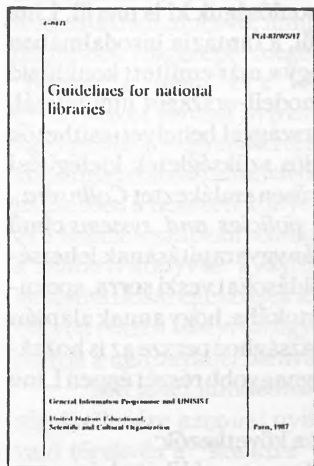 PGI-87/WS/17
Guidelines for national
libraries
General Information Programme and UNISIST
United Nations Educational,
Scientific and Cultural Organization
Paris, 1987